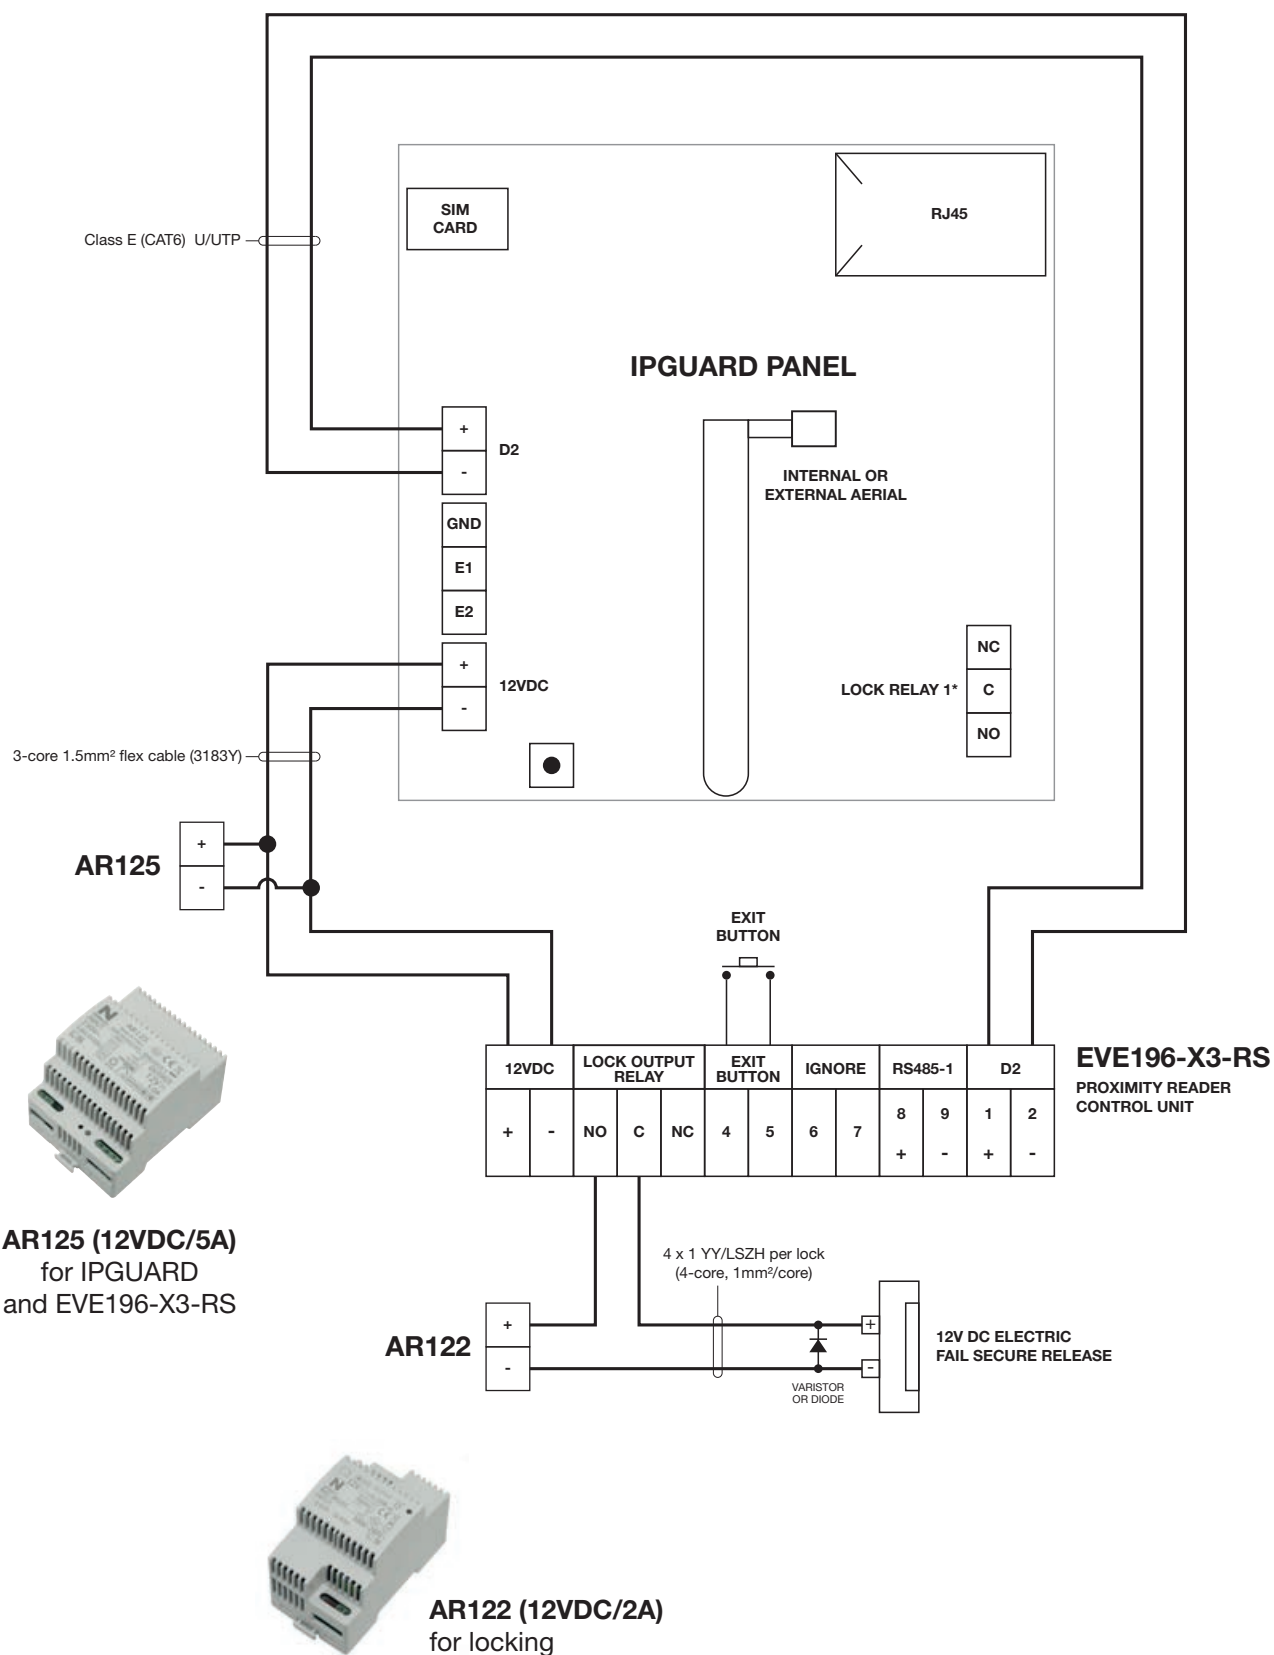 SIM
CARD
RJ45
Class E (CAT6) U/UTP
IPGUARD PANEL
+
D2
-
INTERNAL OR
EXTERNAL AERIAL
GND
E1
E2
+
12VDC
-
NC
LOCK RELAY 1* C
NO
3-core 1.5mm² flex cable (3183Y)
AR125
+
-
EXIT
BUTTON
12VDC
LOCK OUTPUT
RELAY
EXIT
BUTTON
IGNORE
RS485-1
D2
EVE196-X3-RS
PROXIMITY READER
CONTROL UNIT
+ - NO C NC 4 5 6 7 8 9 1 2
+ - + -
AR125 (12VDC/5A)
for IPGUARD
and EVE196-X3-RS
4 x 1 YY/LSZH per lock
(4-core, 1mm²/core)
AR122
+
-
+
-
12V DC ELECTRIC
FAIL SECURE RELEASE
VARISTOR
OR DIODE
N
N
AR122 (12VDC/2A)
for locking